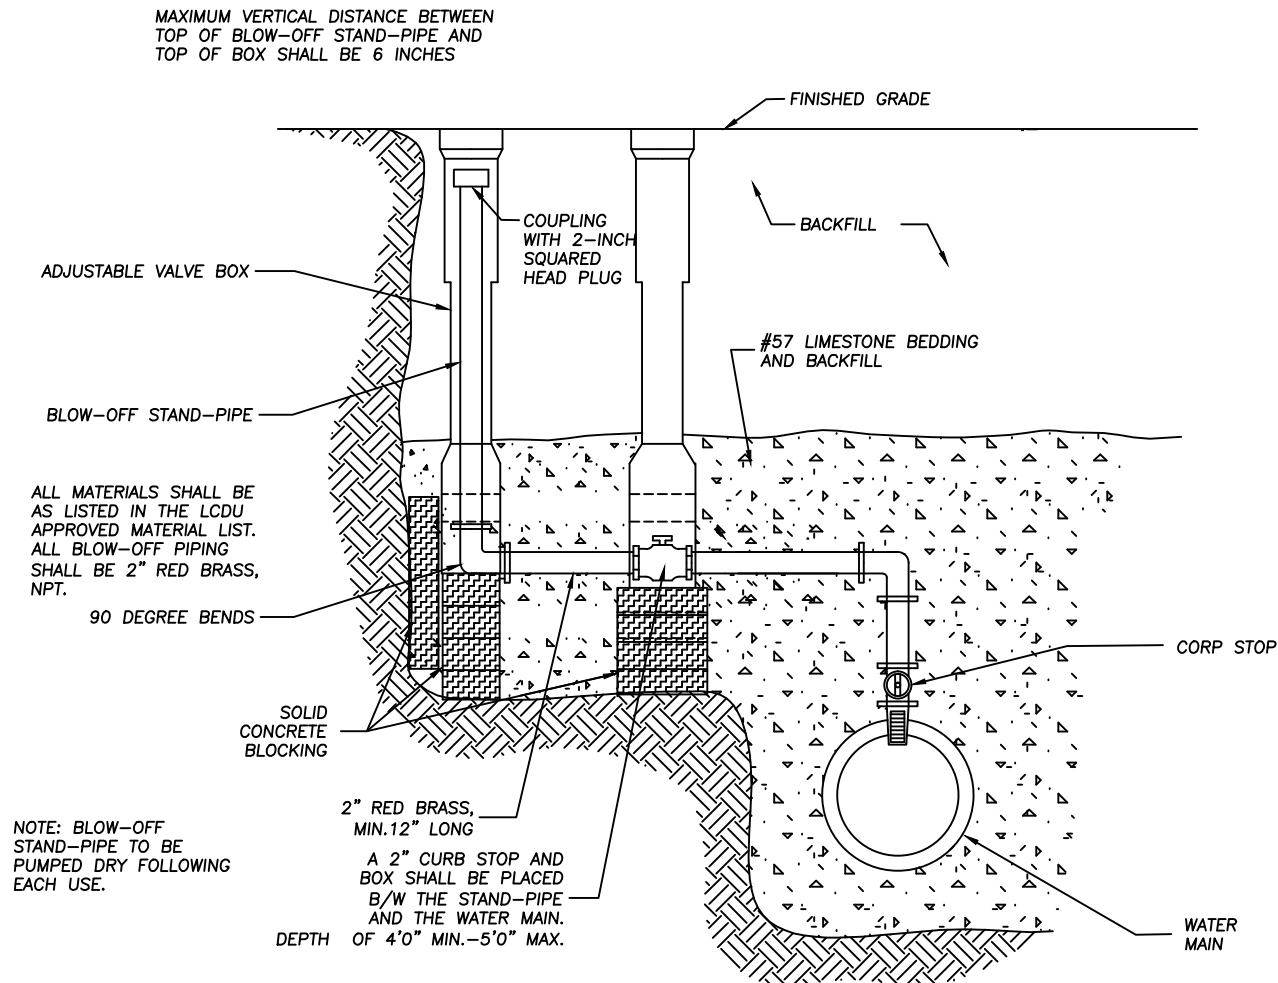 MAXIMUM VERTICAL DISTANCE BETWEEN
TOP OF BLOW-OFF STAND-PIPE AND
TOP OF BOX SHALL BE 6 INCHES
FINISHED GRADE
COUPLING
WITH 2-INCH
SQUARED
HEAD PLUG
BACKFILL
ADJUSTABLE VALVE BOX
#57 LIMESTONE BEDDING
AND BACKFILL
BLOW-OFF STAND-PIPE
ALL MATERIALS SHALL BE
AS LISTED IN THE LCDU
APPROVED MATERIAL LIST.
ALL BLOW-OFF PIPING
SHALL BE 2" RED BRASS,
NPT.
90 DEGREE BENDS
CORP STOP
SOLID
CONCRETE
BLOCKING
2" RED BRASS,
MIN.12" LONG
NOTE: BLOW-OFF
STAND-PIPE TO BE
PUMPED DRY FOLLOWING
EACH USE.
A 2" CURB STOP AND
BOX SHALL BE PLACED
B/W THE STAND-PIPE
AND THE WATER MAIN.
DEPTH OF 4'0" MIN.-5'0" MAX.
WATER
MAIN